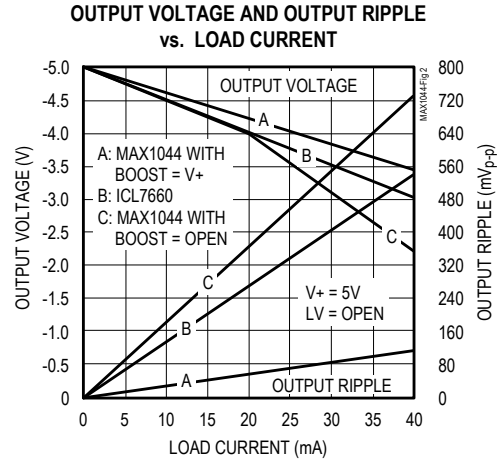 OUTPUT VOLTAGE AND OUTPUT RIPPLE
vs. LOAD CURRENT
OUTPUT VOLTAGE (V)
-5.0
-4.5
-4.0
-3.5
-3.0
-2.5
-2.0
-1.5
-1.0
-0.5
0
OUTPUT VOLTAGE
A
B
C
A: MAX1044 WITH
BOOST = V+
B: ICL7660
C: MAX1044 WITH
BOOST = OPEN
C
B
A
V+ = 5V
LV = OPEN
OUTPUT RIPPLE
MAX1044-Fig 2
800
720
640
560
480
400
320
240
160
80
0
OUTPUT RIPPLE (mVp-p)
0
5
10
15
20
25
30
35
40
LOAD CURRENT (mA)